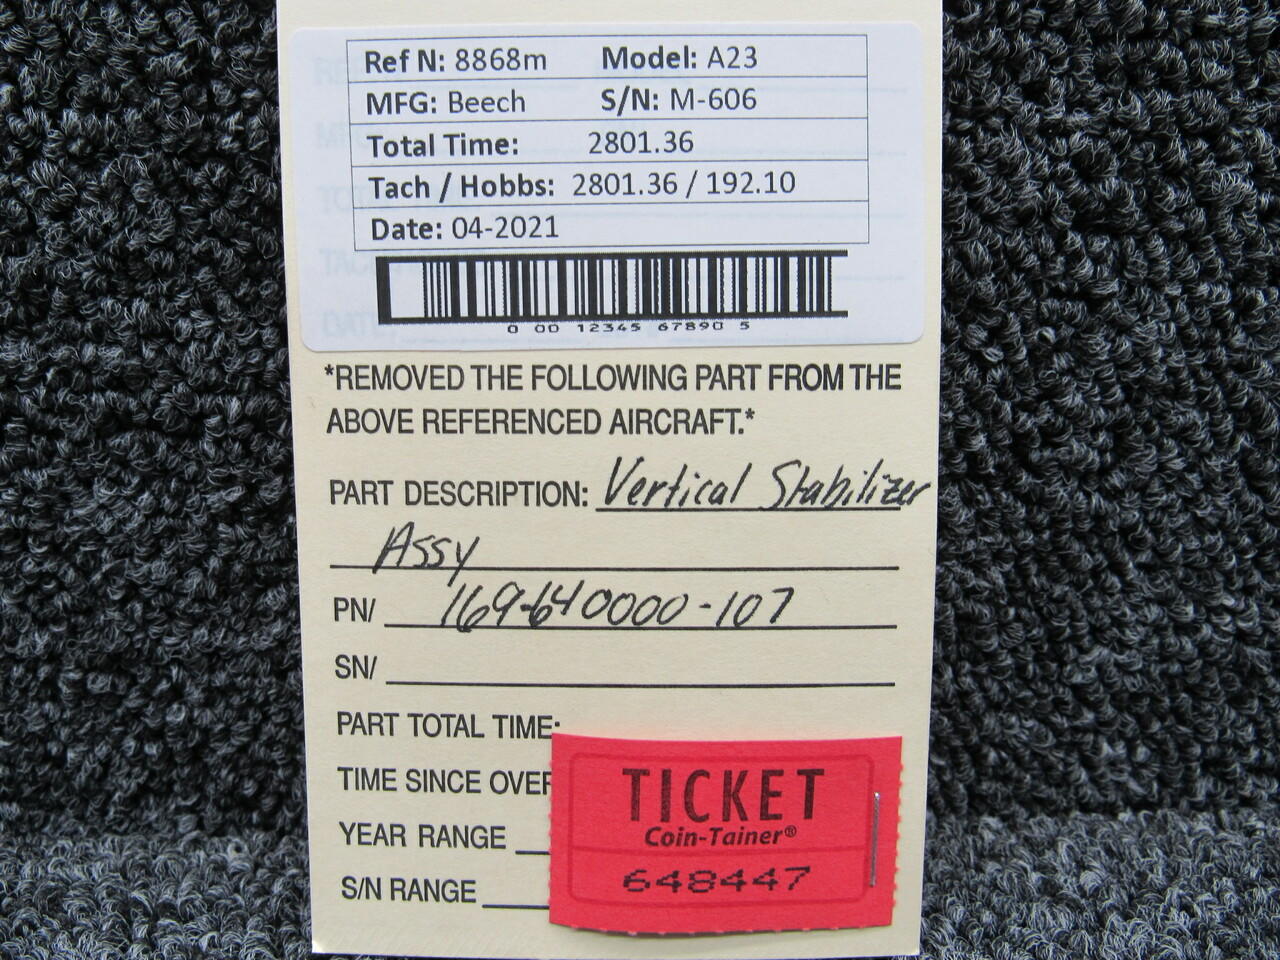 Ref N: 8868m Model: A23
MFG: Beech S/N: M-606
Total Time: 2801.36
Tach / Hobbs: 2801.36 / 192.10
Date: 04-2021
0 00 12345 67890 5
*REMOVED THE FOLLOWING PART FROM THE
ABOVE REFERENCED AIRCRAFT.*
PART DESCRIPTION: Vertical Stabilizer
Assy
PN/ 169-640000-107
SN/
PART TOTAL TIME:
TIME SINCE OVER
YEAR RANGE
S/N RANGE
TICKET
Coin-Tainer®
648447